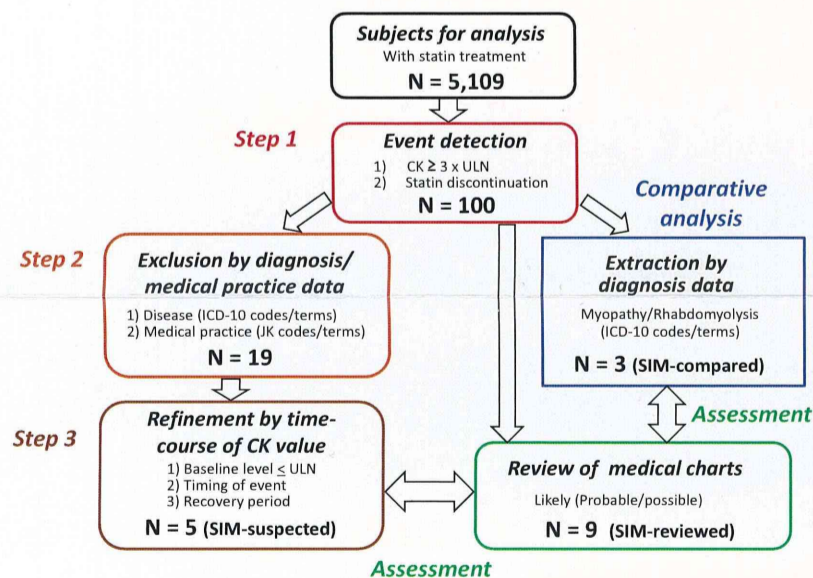 Subjects for analysis
With statin treatment
N = 5,109
Step 1
Event detection
1) CK ≥ 3 x ULN
2) Statin discontinuation
N = 100
Comparative
analysis
Step 2
Exclusion by diagnosis/
medical practice data
1) Disease (ICD-10 codes/terms)
2) Medical practice (JK codes/terms)
N = 19
Extraction by
diagnosis data
Myopathy/Rhabdomyolysis
(ICD-10 codes/terms)
N = 3 (SIM-compared)
Step 3
Refinement by time-
course of CK value
1) Baseline level ≤ ULN
2) Timing of event
3) Recovery period
N = 5 (SIM-suspected)
Assessment
Review of medical charts
Likely (Probable/possible)
N = 9 (SIM-reviewed)
Assessment